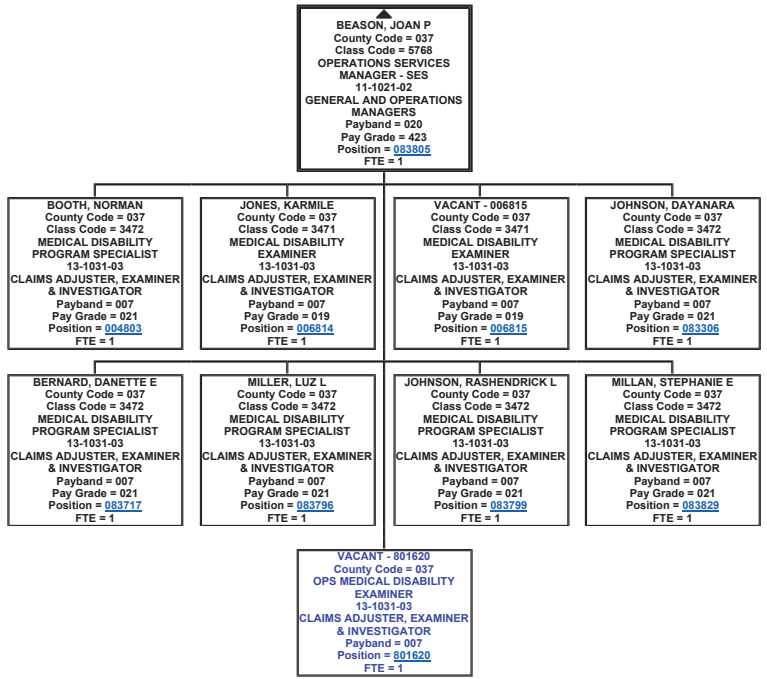 BEASON, JOAN P
County Code = 037
Class Code = 5768
OPERATIONS SERVICES
MANAGER - SES
11-1021-02
GENERAL AND OPERATIONS
MANAGERS
Payband = 020
Pay Grade = 423
Position = 083805
FTE = 1
BOOTH, NORMAN
County Code = 037
Class Code = 3472
MEDICAL DISABILITY
PROGRAM SPECIALIST
13-1031-03
CLAIMS ADJUSTER, EXAMINER
& INVESTIGATOR
Payband = 007
Pay Grade = 021
Position = 004803
FTE = 1
JONES, KARMILE
County Code = 037
Class Code = 3471
MEDICAL DISABILITY
EXAMINER
13-1031-03
CLAIMS ADJUSTER, EXAMINER
& INVESTIGATOR
Payband = 007
Pay Grade = 019
Position = 006814
FTE = 1
VACANT - 006815
County Code = 037
Class Code = 3471
MEDICAL DISABILITY
EXAMINER
13-1031-03
CLAIMS ADJUSTER, EXAMINER
& INVESTIGATOR
Payband = 007
Pay Grade = 019
Position = 006815
FTE = 1
JOHNSON, DAYANARA
County Code = 037
Class Code = 3472
MEDICAL DISABILITY
PROGRAM SPECIALIST
13-1031-03
CLAIMS ADJUSTER, EXAMINER
& INVESTIGATOR
Payband = 007
Pay Grade = 021
Position = 083306
FTE = 1
BERNARD, DANETTE E
County Code = 037
Class Code = 3472
MEDICAL DISABILITY
PROGRAM SPECIALIST
13-1031-03
CLAIMS ADJUSTER, EXAMINER
& INVESTIGATOR
Payband = 007
Pay Grade = 021
Position = 083717
FTE = 1
MILLER, LUZ L
County Code = 037
Class Code = 3472
MEDICAL DISABILITY
PROGRAM SPECIALIST
13-1031-03
CLAIMS ADJUSTER, EXAMINER
& INVESTIGATOR
Payband = 007
Pay Grade = 021
Position = 083796
FTE = 1
JOHNSON, RASHENDRICK L
County Code = 037
Class Code = 3472
MEDICAL DISABILITY
PROGRAM SPECIALIST
13-1031-03
CLAIMS ADJUSTER, EXAMINER
& INVESTIGATOR
Payband = 007
Pay Grade = 021
Position = 083799
FTE = 1
MILLAN, STEPHANIE E
County Code = 037
Class Code = 3472
MEDICAL DISABILITY
PROGRAM SPECIALIST
13-1031-03
CLAIMS ADJUSTER, EXAMINER
& INVESTIGATOR
Payband = 007
Pay Grade = 021
Position = 083829
FTE = 1
VACANT - 801620
County Code = 037
OPS MEDICAL DISABILITY
EXAMINER
13-1031-03
CLAIMS ADJUSTER, EXAMINER
& INVESTIGATOR
Payband = 007
Position = 801620
FTE = 1